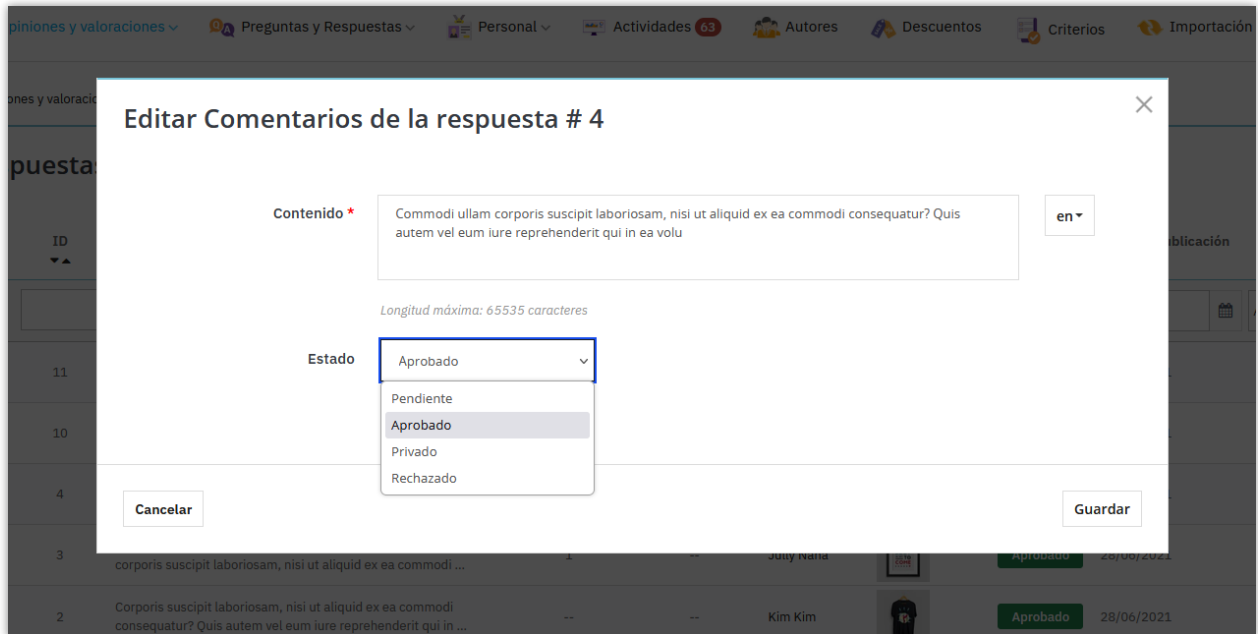 piniones y valoraciones
Preguntas y Respuestas
Personal
Actividades 63
Autores
Descuentos
Criterios
Importación
ones y valoracio
Editar Comentarios de la respuesta # 4
puesta
Contenido *
Commodi ullam corporis suscipit laboriosam, nisi ut aliquid ex ea commodi consequatur? Quis
autem vel eum iure reprehenderit qui in ea volu
en
ID
ublicación
Longitud máxima: 65535 caracteres
Estado
Aprobado
11
Pendiente
Aprobado
10
Privado
Rechazado
4
Cancelar
Guardar
3
corporis suscipit laboriosam, nisi ut aliquid ex ea commodi ...
1
--
Jully Nana
Aprobado
28/06/2021
2
Corporis suscipit laboriosam, nisi ut aliquid ex ea commodi
consequatur? Quis autem vel eum iure reprehenderit qui in ...
--
--
Kim Kim
Aprobado
28/06/2021